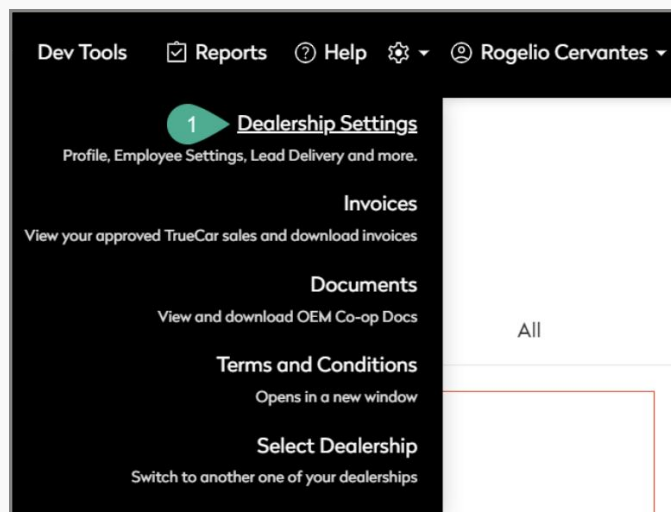 Dev Tools Reports Help Rogelio Cervantes
1 Dealership Settings
Profile, Employee Settings, Lead Delivery and more.
Invoices
View your approved TrueCar sales and download invoices
Documents
View and download OEM Co-op Docs
All
Terms and Conditions
Opens in a new window
Select Dealership
Switch to another one of your dealerships